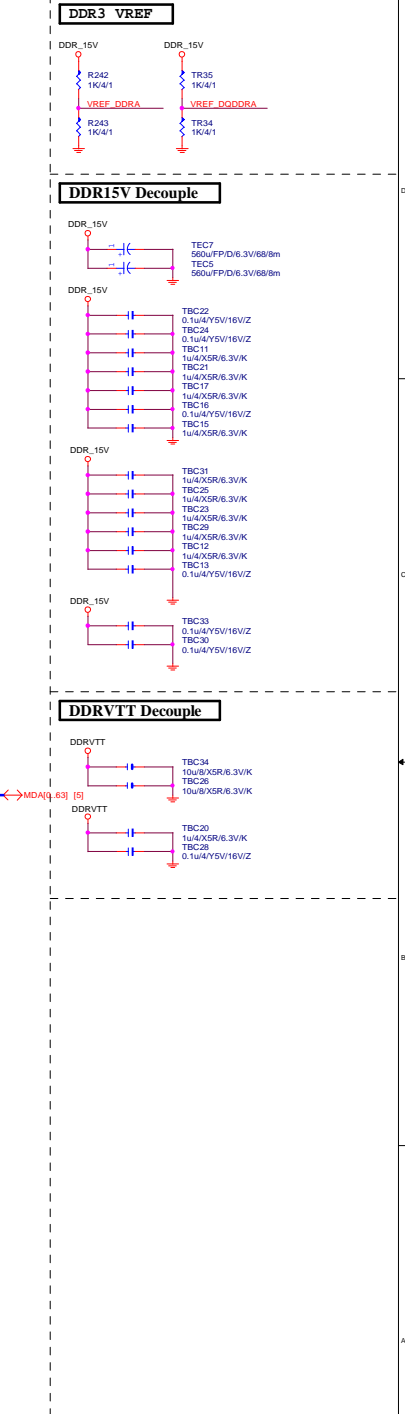 DDR3 VREF
DDR_15V DDR_15V
R242
1K/4/1
TR35
1K/4/1
VREF_DDRA VREF_DQDDRA
R243
1K/4/1
TR34
1K/4/1
DDR15V Decouple
D
DDR_15V
1
+
TEC7
560u/FP/D/6.3V/68/8m
1
+
TEC5
560u/FP/D/6.3V/68/8m
DDR_15V
TBC22
0.1u/4/Y5V/16V/Z
TBC24
0.1u/4/Y5V/16V/Z
TBC11
1u/4/X5R/6.3V/K
TBC21
1u/4/X5R/6.3V/K
TBC17
1u/4/X5R/6.3V/K
TBC16
0.1u/4/Y5V/16V/Z
TBC15
1u/4/X5R/6.3V/K
DDR_15V
TBC31
1u/4/X5R/6.3V/K
TBC25
1u/4/X5R/6.3V/K
TBC23
1u/4/X5R/6.3V/K
TBC29
1u/4/X5R/6.3V/K
TBC12
1u/4/X5R/6.3V/K
TBC13
0.1u/4/Y5V/16V/Z
C
DDR_15V
TBC33
0.1u/4/Y5V/16V/Z
TBC30
0.1u/4/Y5V/16V/Z
DDRVTT Decouple
DDRVTT
TBC34
10u/8/X5R/6.3V/K
TBC26
10u/8/X5R/6.3V/K
MDA[0..63] [5]
DDRVTT
TBC20
1u/4/X5R/6.3V/K
TBC28
0.1u/4/Y5V/16V/Z
B
A